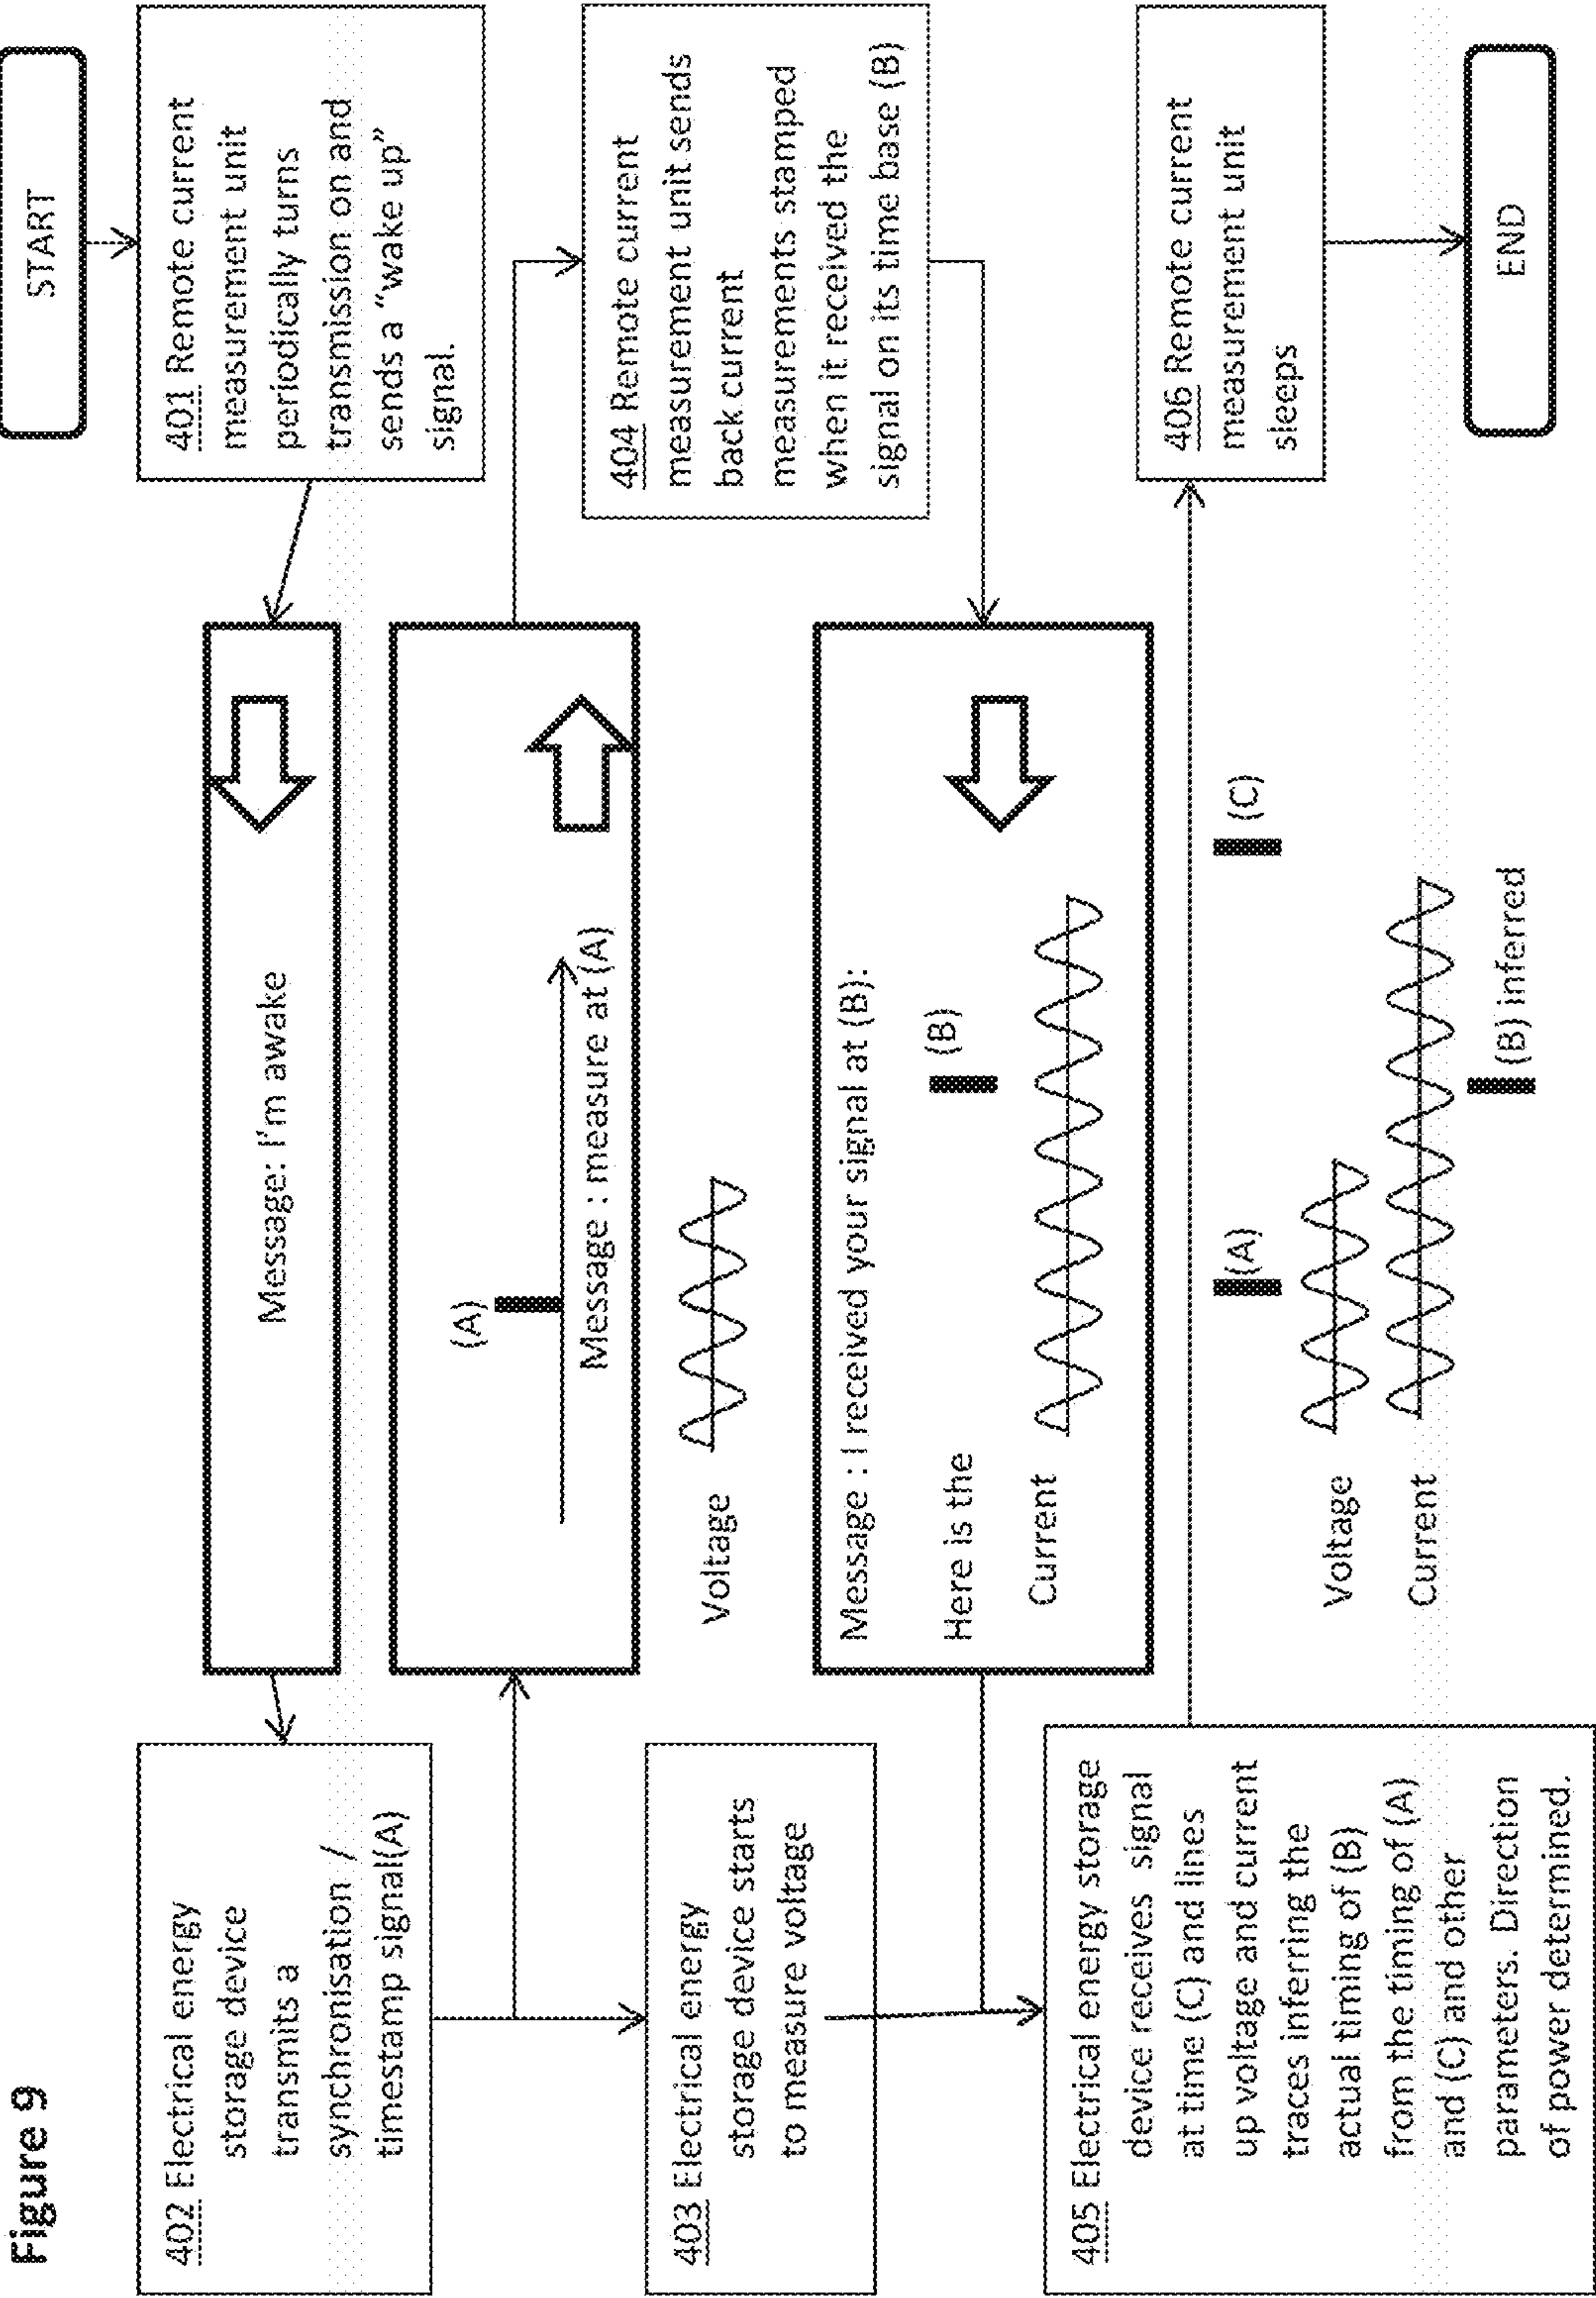 Figure 9
START
401 Remote current
measurement unit
periodically turns
transmission on and
sends a “wake up”
signal.
Message: I'm awake
402 Electrical energy
storage device
transmits a
synchronisation /
timestamp signal(A)
(A)
Message : measure at (A)
403 Electrical energy
storage device starts
to measure voltage
Voltage
404 Remote current
measurement unit sends
back current
measurements stamped
when it received the
signal on its time base (B)
Message : I received your signal at (B):
(B)
Here is the
Current
405 Electrical energy storage
device receives signal
at time (C) and lines
up voltage and current
traces inferring the
actual timing of (B)
from the timing of (A)
and (C) and other
parameters. Direction
of power determined.
(A)
(C)
Voltage
Current
(B) inferred
406 Remote current
measurement unit
sleeps
END